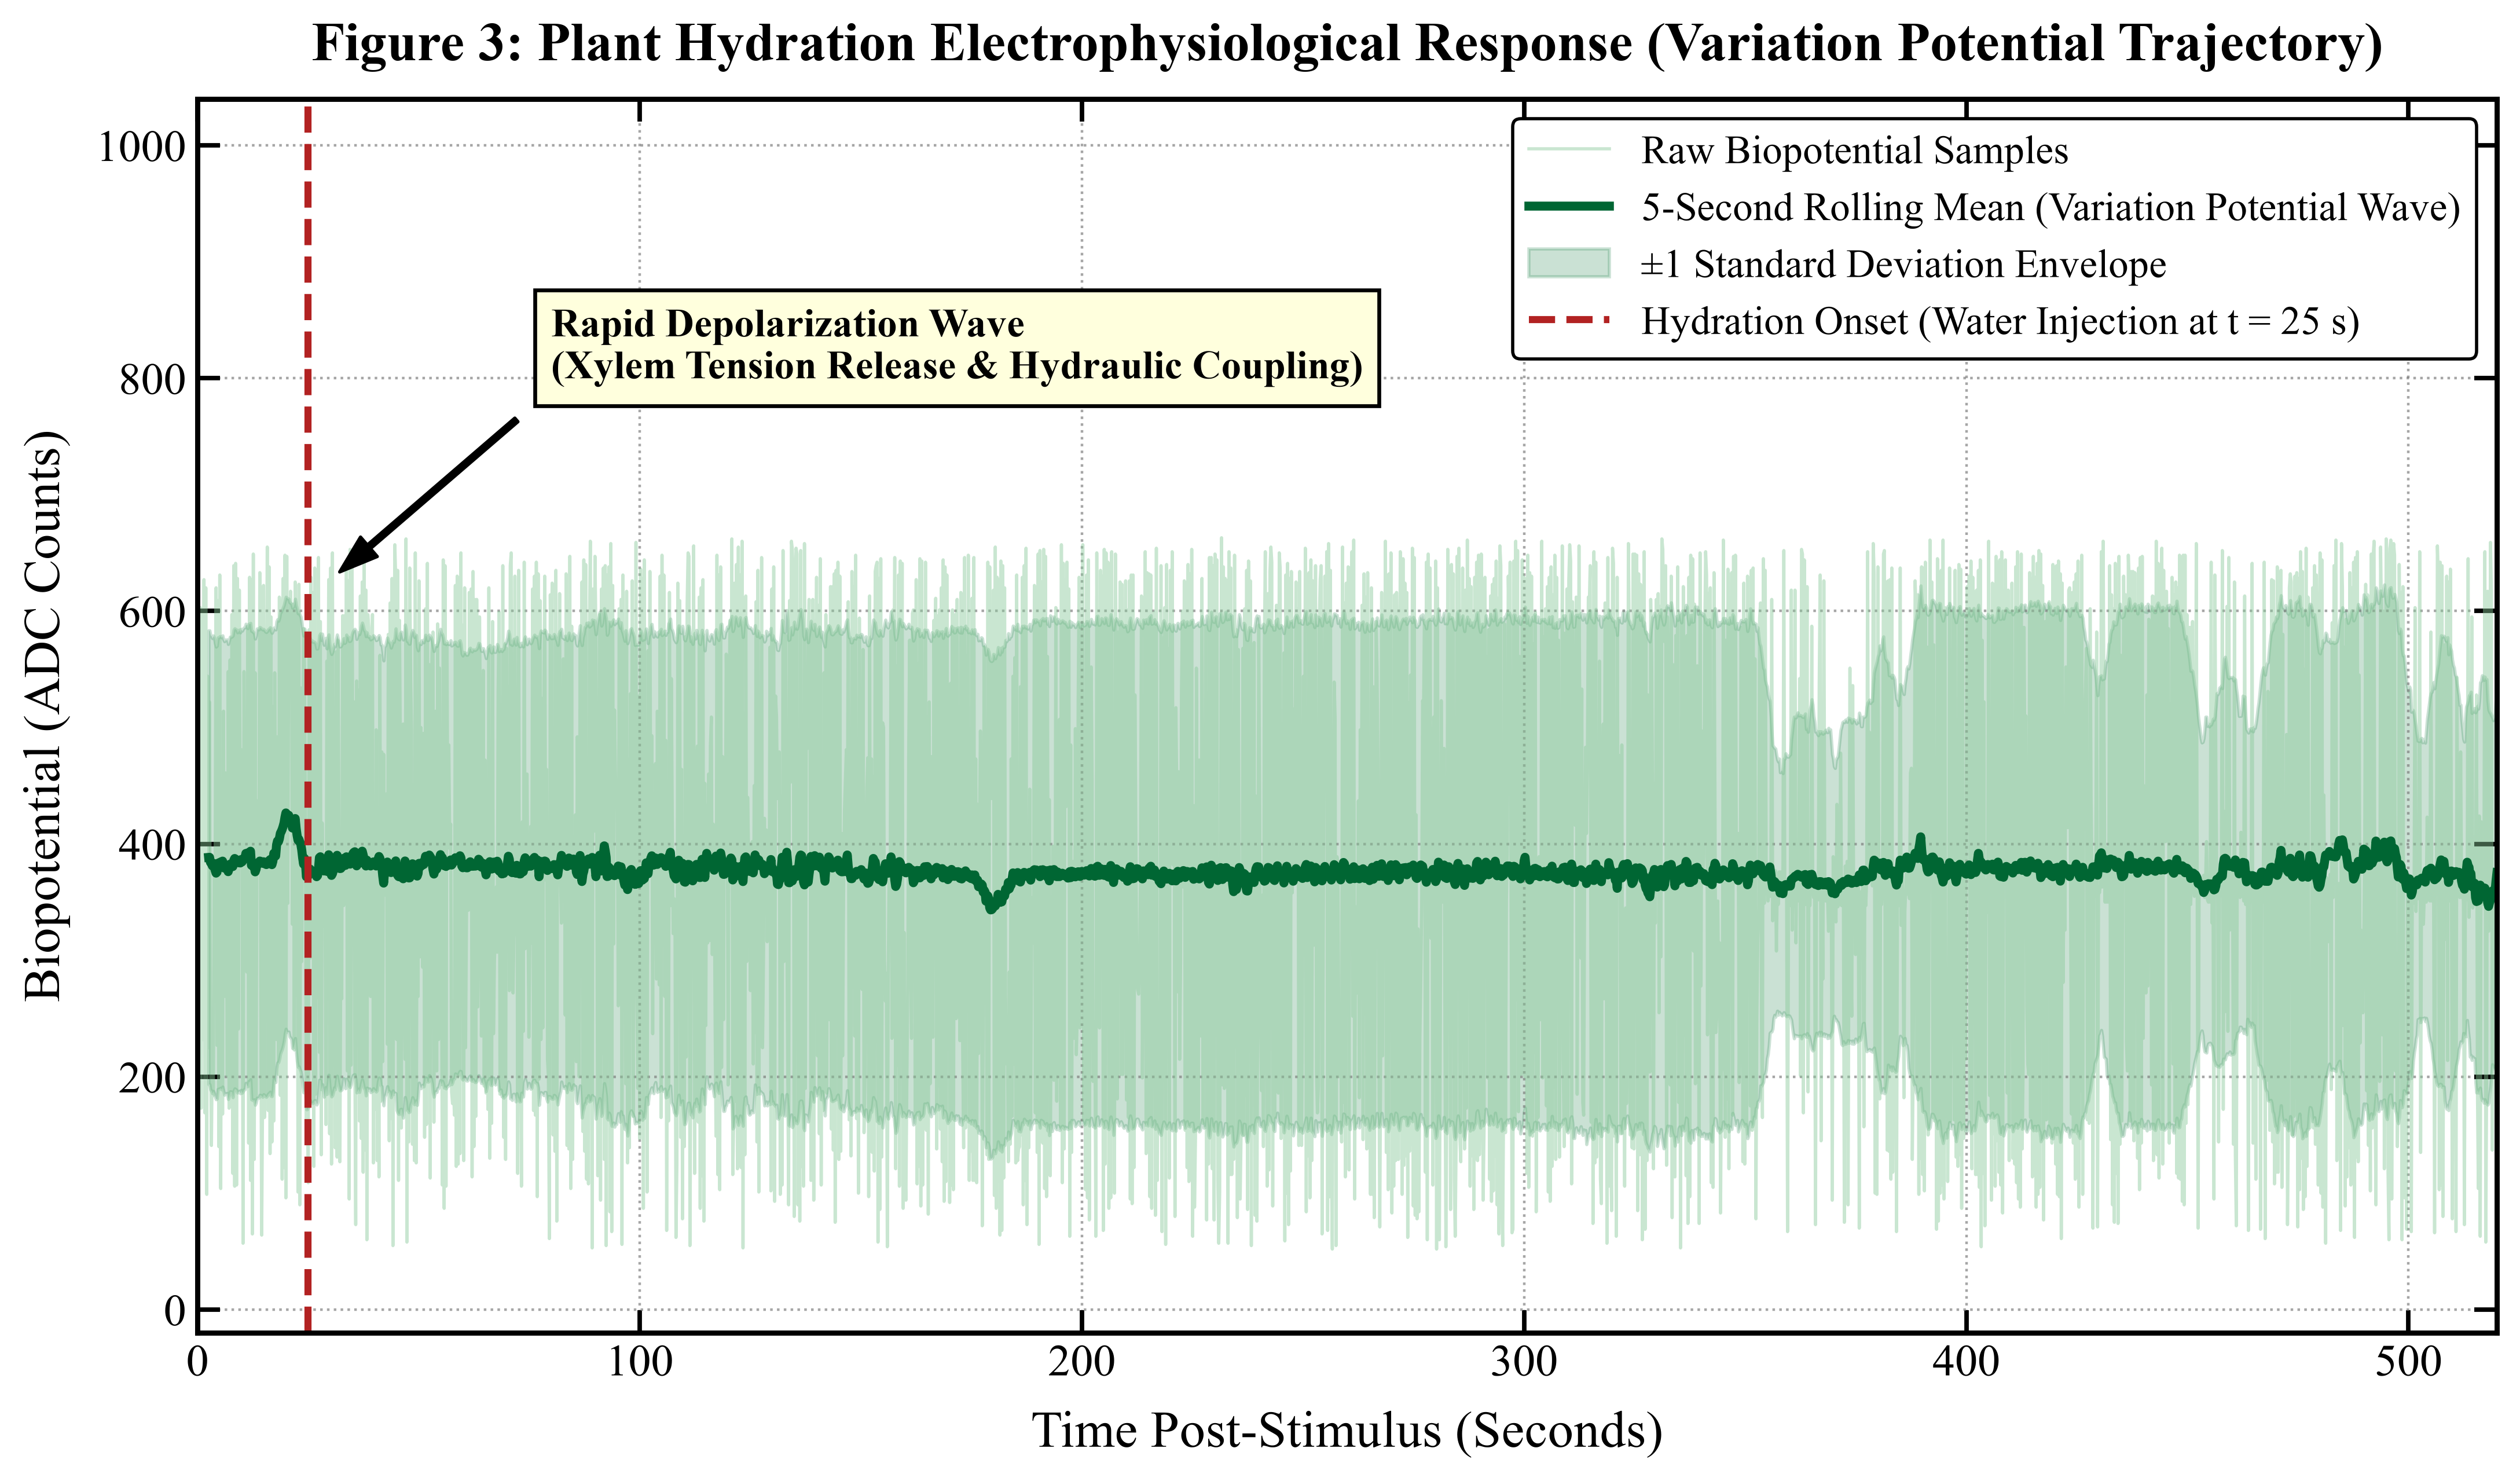 Figure 3: Plant Hydration Electrophysiological Response (Variation Potential Trajectory)
Raw Biopotential Samples
5-Second Rolling Mean (Variation Potential Wave)
±1 Standard Deviation Envelope
Hydration Onset (Water Injection at t = 25 s)
Rapid Depolarization Wave
(Xylem Tension Release & Hydraulic Coupling)
Biopotential (ADC Counts)
1000
800
600
400
200
0
0 100 200 300 400 500
Time Post-Stimulus (Seconds)